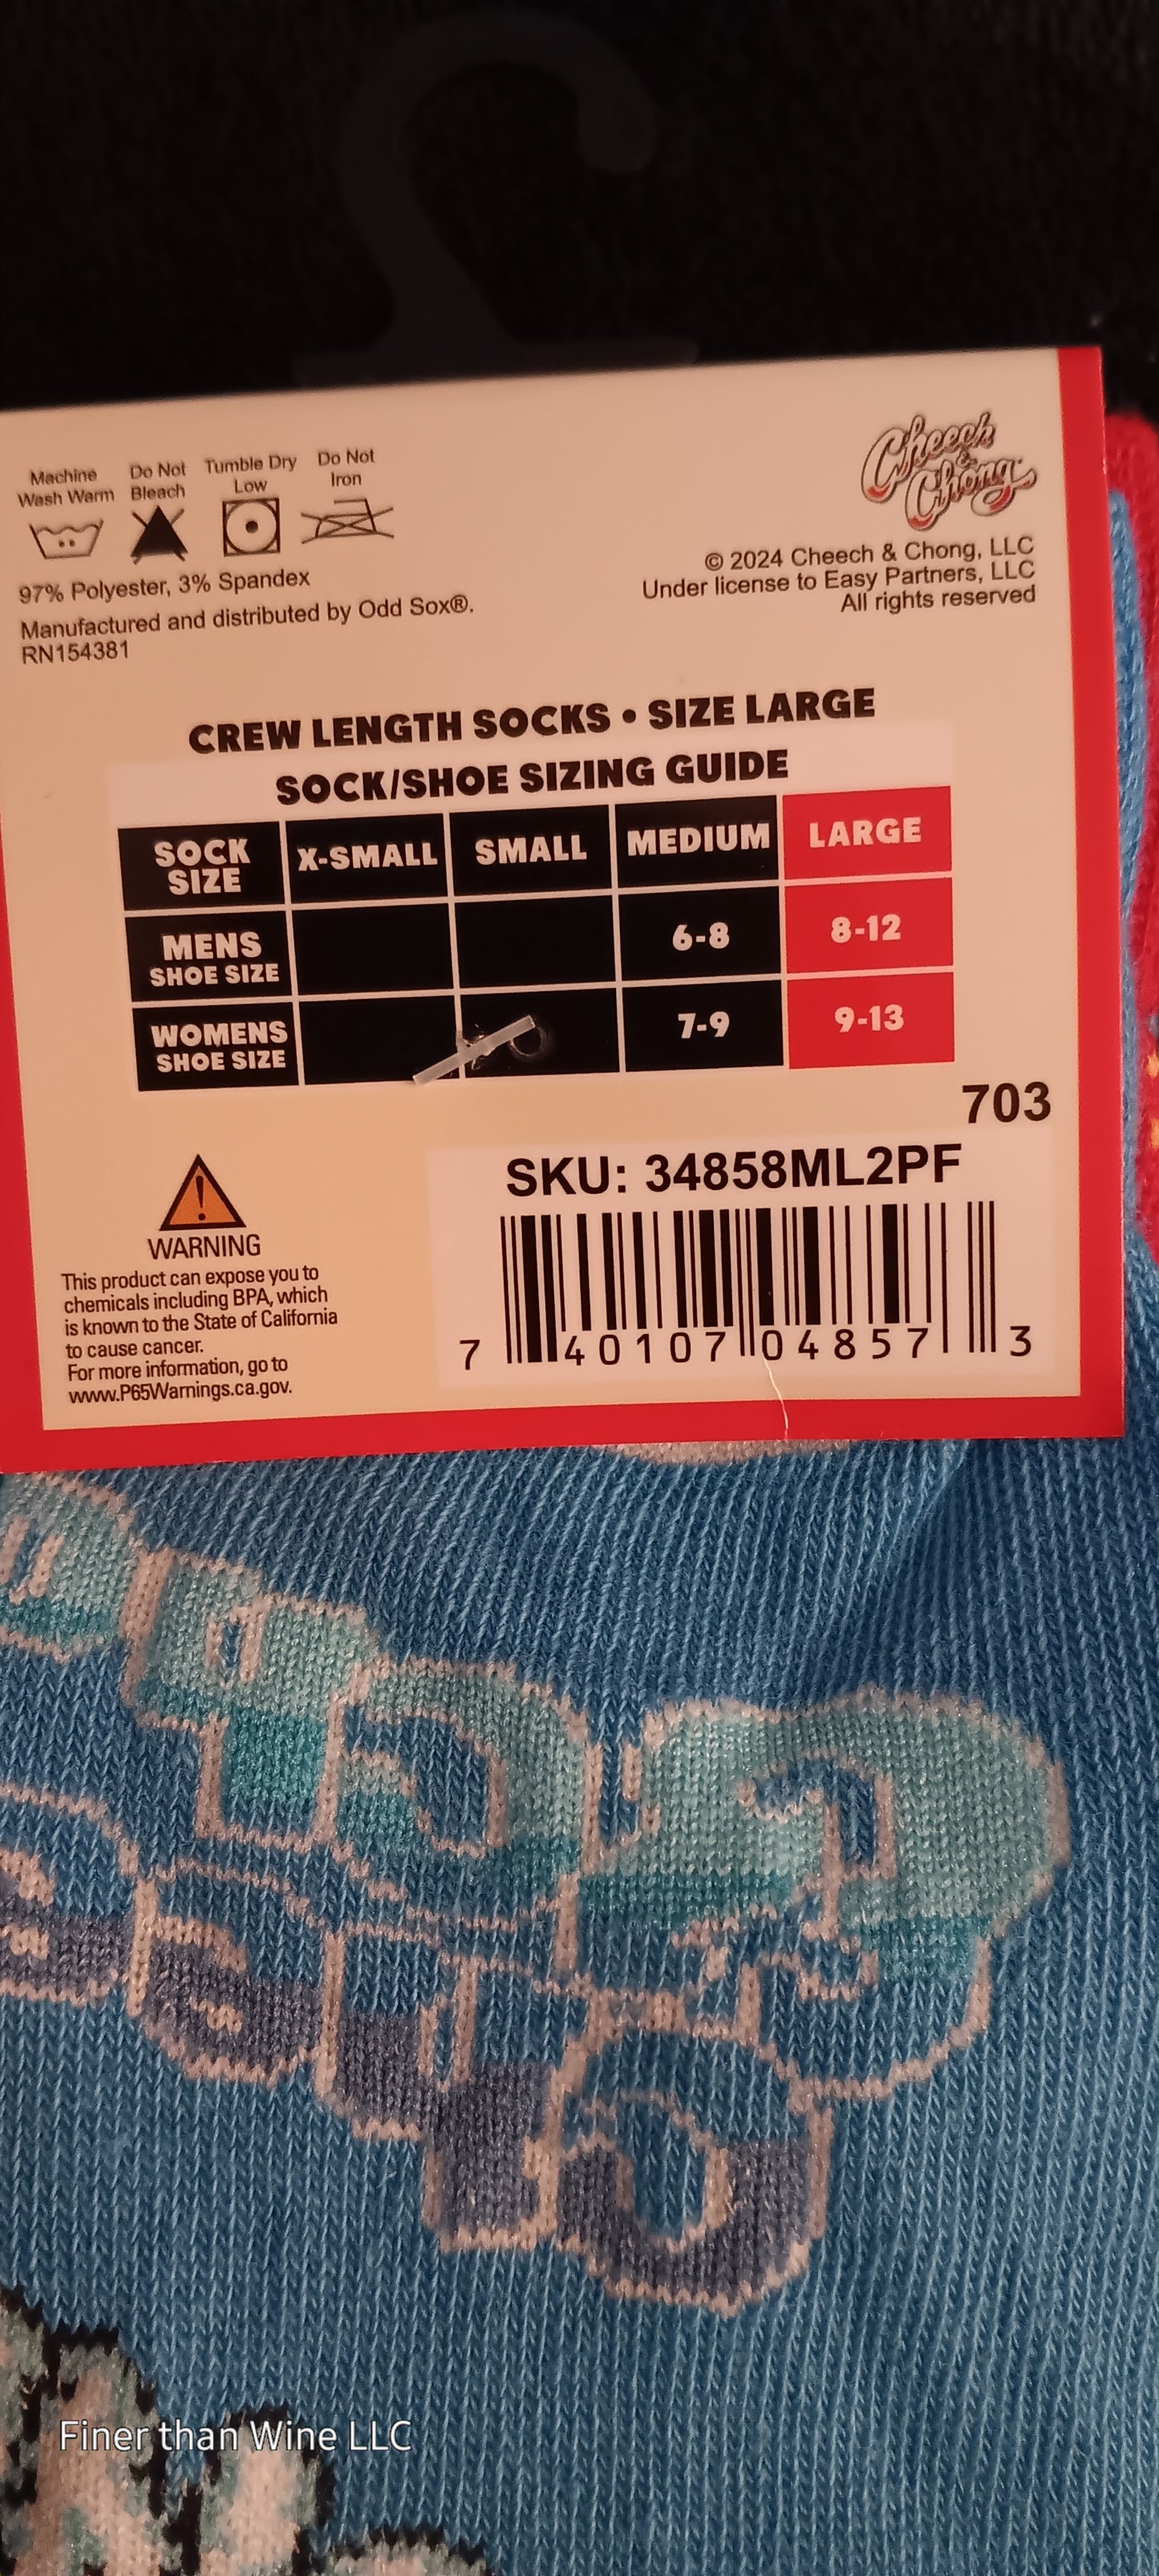 Machine
Wash Warm
Do Not
Bleach
Tumble Dry
Low
Do Not
Iron
97% Polyester, 3% Spandex
Manufactured and distributed by Odd Sox®.
RN154381
Cheech
&
Chong
© 2024 Cheech & Chong, LLC
Under license to Easy Partners, LLC
All rights reserved
CREW LENGTH SOCKS • SIZE LARGE
SOCK/SHOE SIZING GUIDE
SOCK SIZE X-SMALL SMALL MEDIUM LARGE
MENS SHOE SIZE 6-8 8-12
WOMENS SHOE SIZE 7-9 9-13
703
WARNING
This product can expose you to
chemicals including BPA, which
is known to the State of California
to cause cancer.
For more information, go to
www.P65Warnings.ca.gov.
SKU: 34858ML2PF
7 40107 04857 3
Finer than Wine LLC